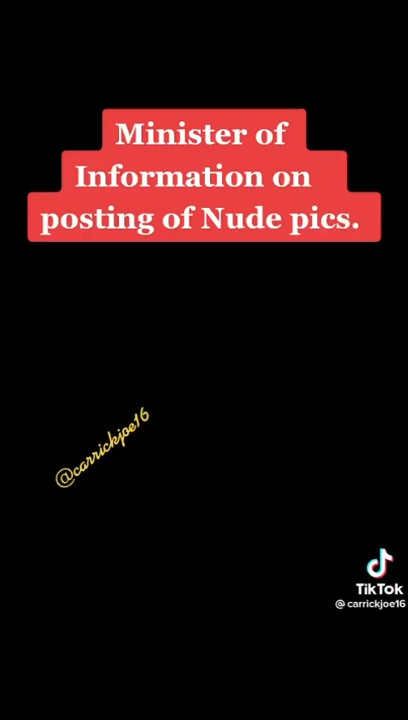 Minister of
Information on
posting of Nude pics.
@carrickjoe16
TikTok
@ carrickjoe16